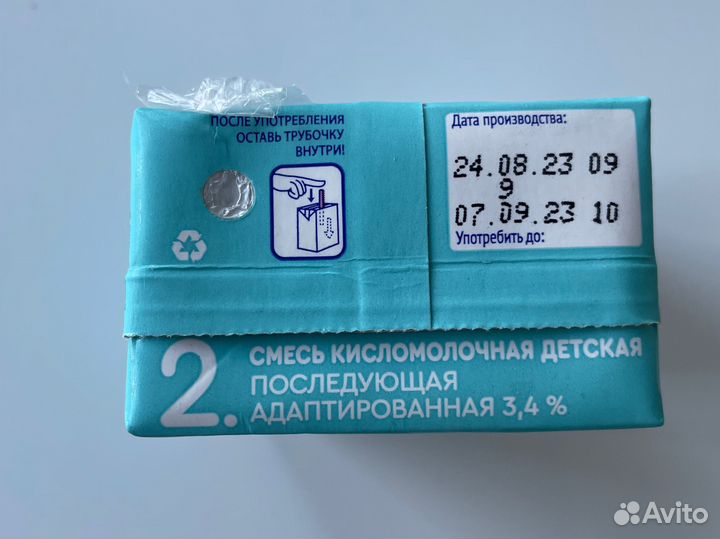 ПОСЛЕ УПОТРЕБЛЕНИЯ
ОСТАВЬ ТРУБОЧКУ
ВНУТРИ!
Дата производства:
24.08.23 09
9
07.09.23 10
Употребить до:
2. СМЕСЬ КИСЛОМОЛОЧНАЯ ДЕТСКАЯ
ПОСЛЕДУЮЩАЯ
АДАПТИРОВАННАЯ 3,4 %
Avito